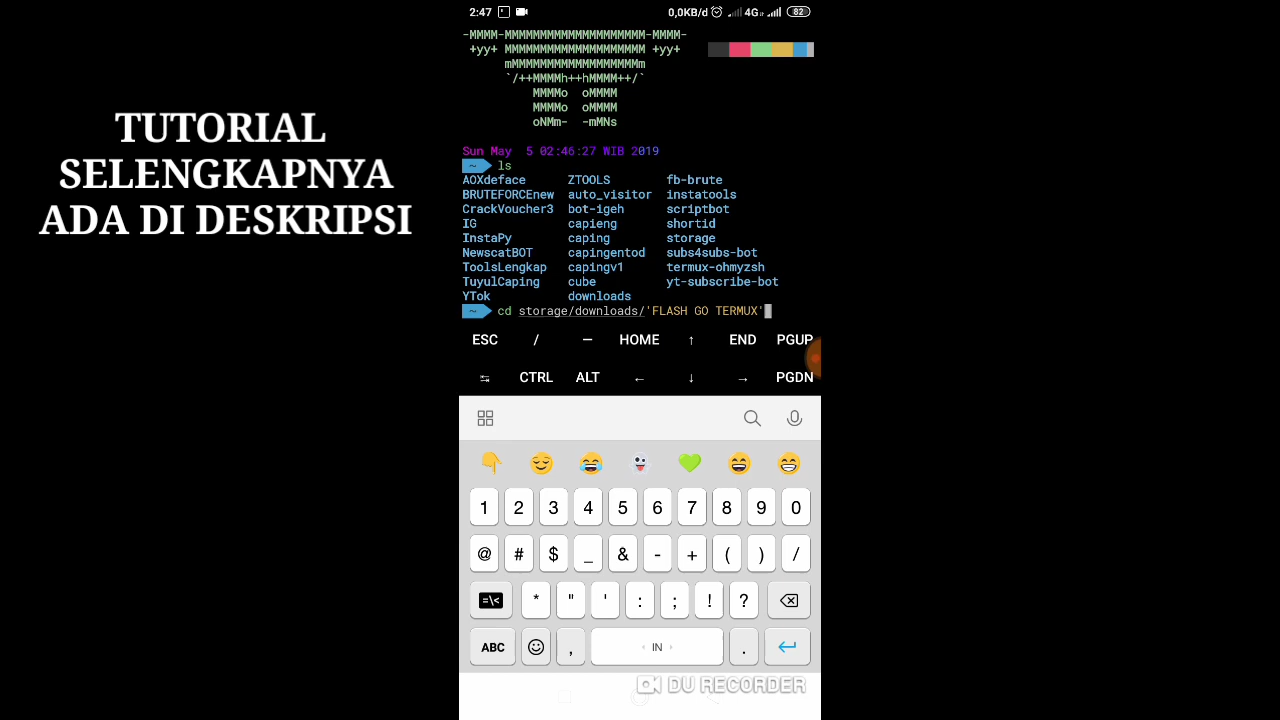 TUTORIAL
SELENGKAPNYA
ADA DI DESKRIPSI
2:47 0,0KB/d 4G 82
-MMMM-MMMMMMMMMMMMMMMMMMMM-MMMM-
+yy+ MMMMMMMMMMMMMMMMMMMM +yy+
mMMMMMMMMMMMMMMMMMMm
`/++MMMMh++hMMMM++/`
MMMMo oMMMM
MMMMo oMMMM
oNMm- -mMNs
Sun May 5 02:46:27 WIB 2019
~ ls
AOXdeface ZTOOLS fb-brute
BRUTEFORCEnew auto_visitor instatools
CrackVoucher3 bot-igeh scriptbot
IG capieng shortid
InstaPy caping storage
NewscatBOT capingentod subs4subs-bot
ToolsLengkap capingv1 termux-ohmyzsh
TuyulCaping cube yt-subscribe-bot
YTok downloads
~ cd storage/downloads/'FLASH GO TERMUX'
ESC / — HOME ↑ END PGUP
↹ CTRL ALT ← ↓ → PGDN
1 2 3 4 5 6 7 8 9 0
@ # $ _ & - + ( ) /
=\< * " ' : ; ! ?
ABC , IN .
DU RECORDER